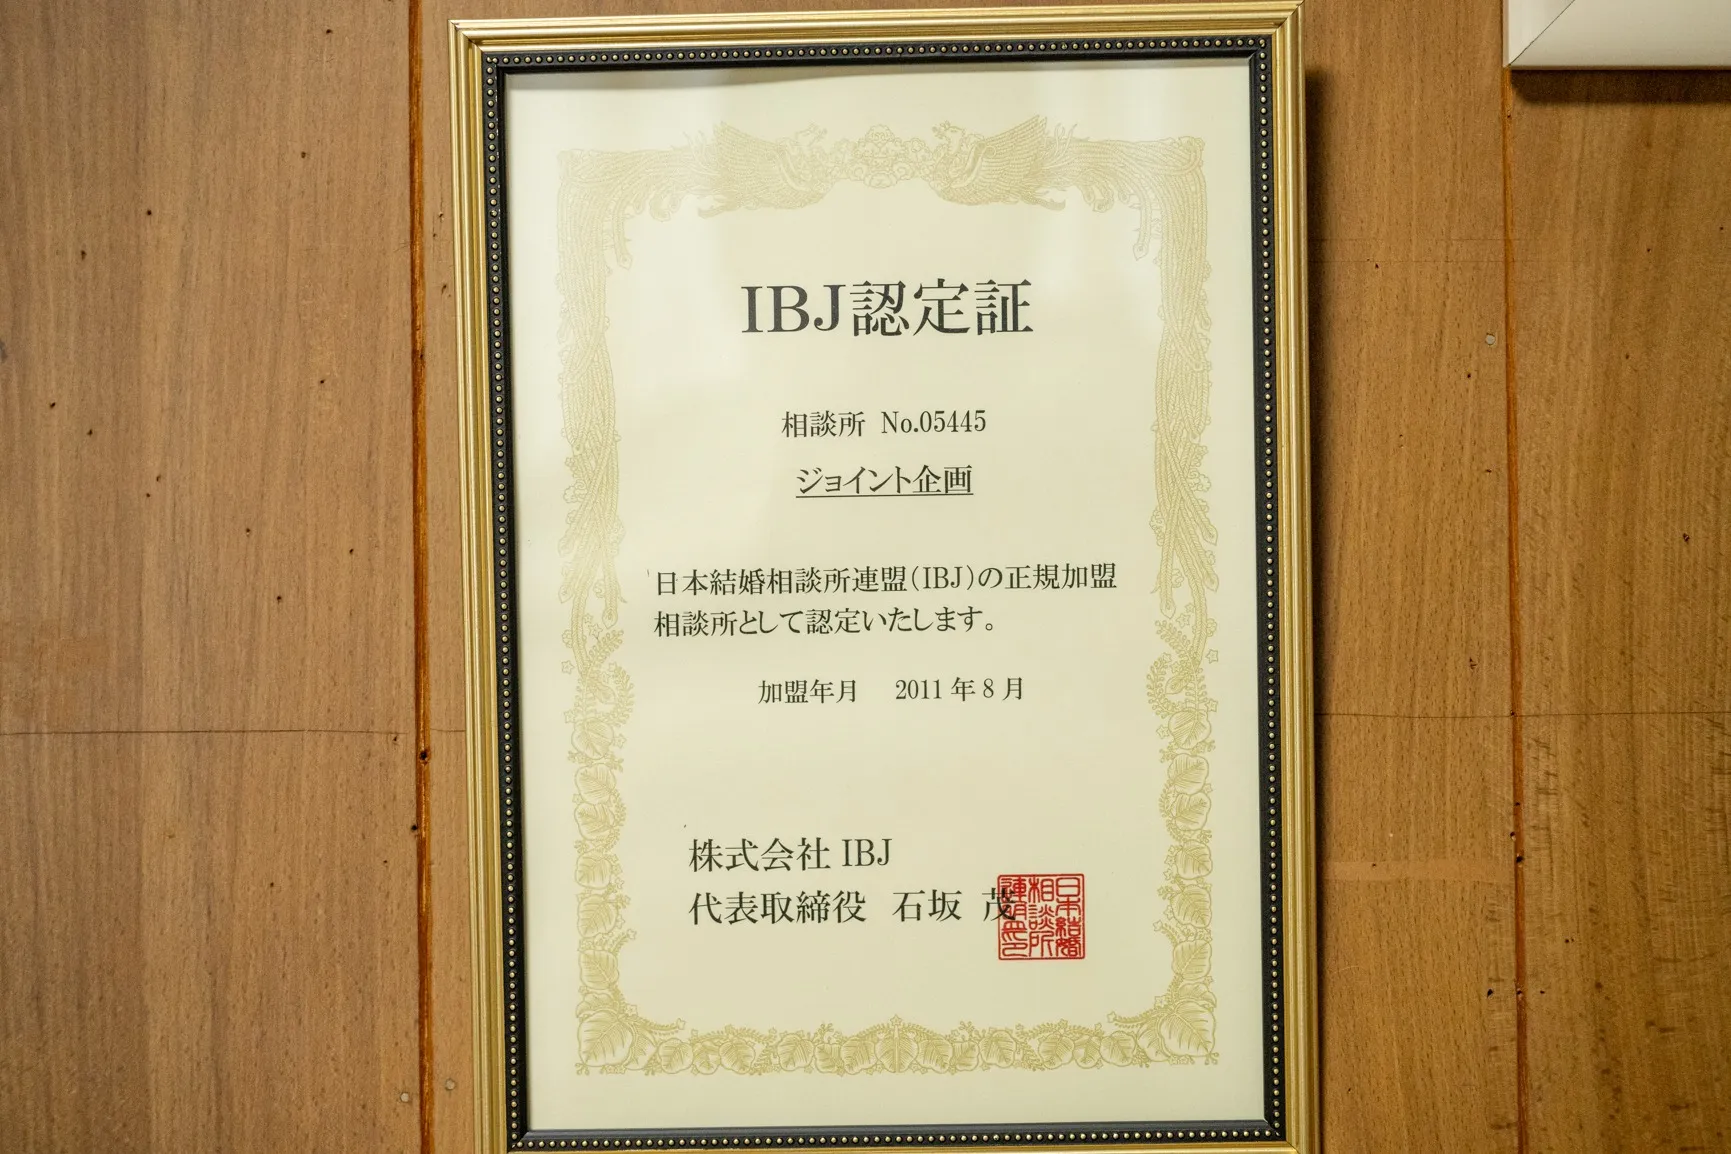 IBJ認定証
相談所 No.05445
ジョイント企画
日本結婚相談所連盟(IBJ)の正規加盟
相談所として認定いたします。
加盟年月 2011年8月
株式会社 IBJ
代表取締役 石坂 茂
日本結婚
相談所
連盟之印